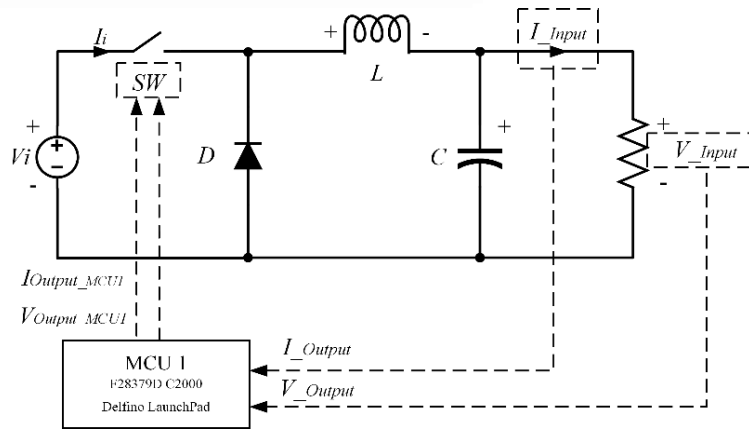 Ii
+
-
I_Input
SW
L
+
Vi
-
D
C
+
+
V_Input
-
IOutput_MCU1
VOutput_MCU1
MCU 1
F28379D C2000
Delfino LaunchPad
I_Output
V_Output